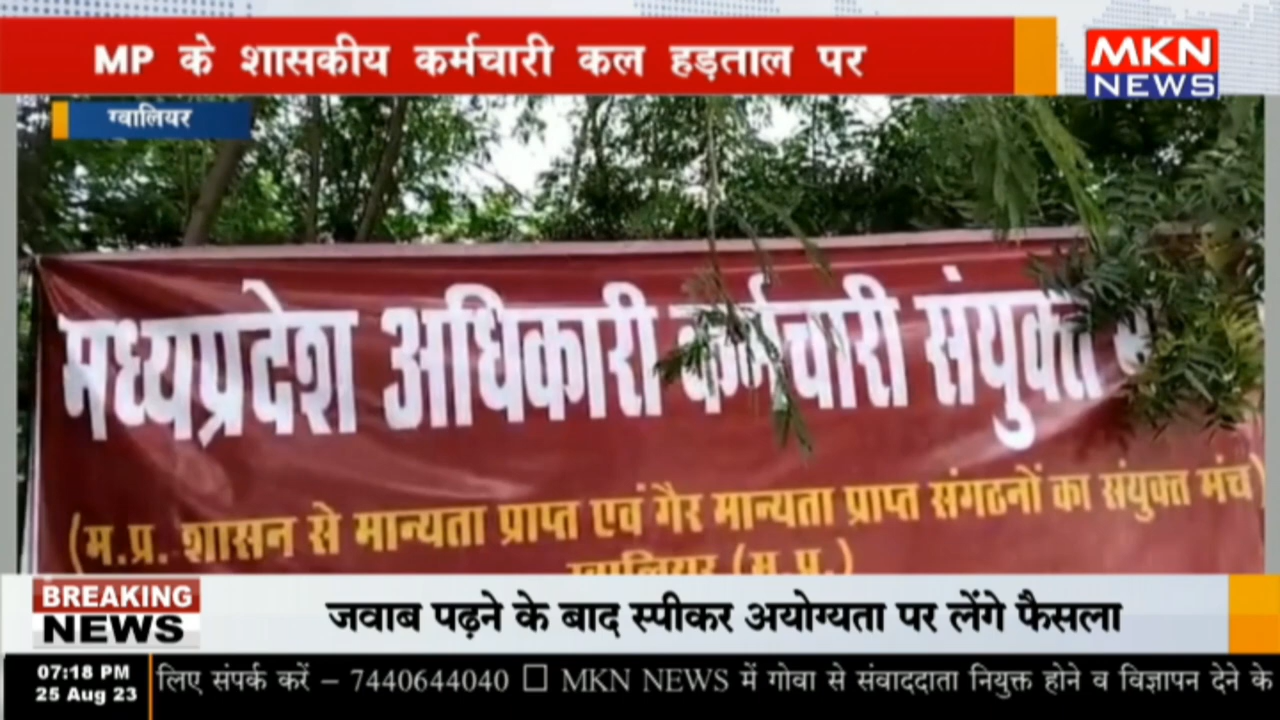 MP के शासकीय कर्मचारी कल हड़ताल पर
MKN
NEWS
ग्वालियर
मध्यप्रदेश अधिकारी कर्मचारी संयुक्त
(म.प्र. शासन से मान्यता प्राप्त एवं गैर मान्यता प्राप्त संगठनों का संयुक्त मंच)
ग्वालियर (म.प्र.)
BREAKING
NEWS
जवाब पढ़ने के बाद स्पीकर अयोग्यता पर लेंगे फैसला
07:18 PM
25 Aug 23
लिए संपर्क करें – 7440644040 □ MKN NEWS में गोवा से संवाददाता नियुक्त होने व विज्ञापन देने के